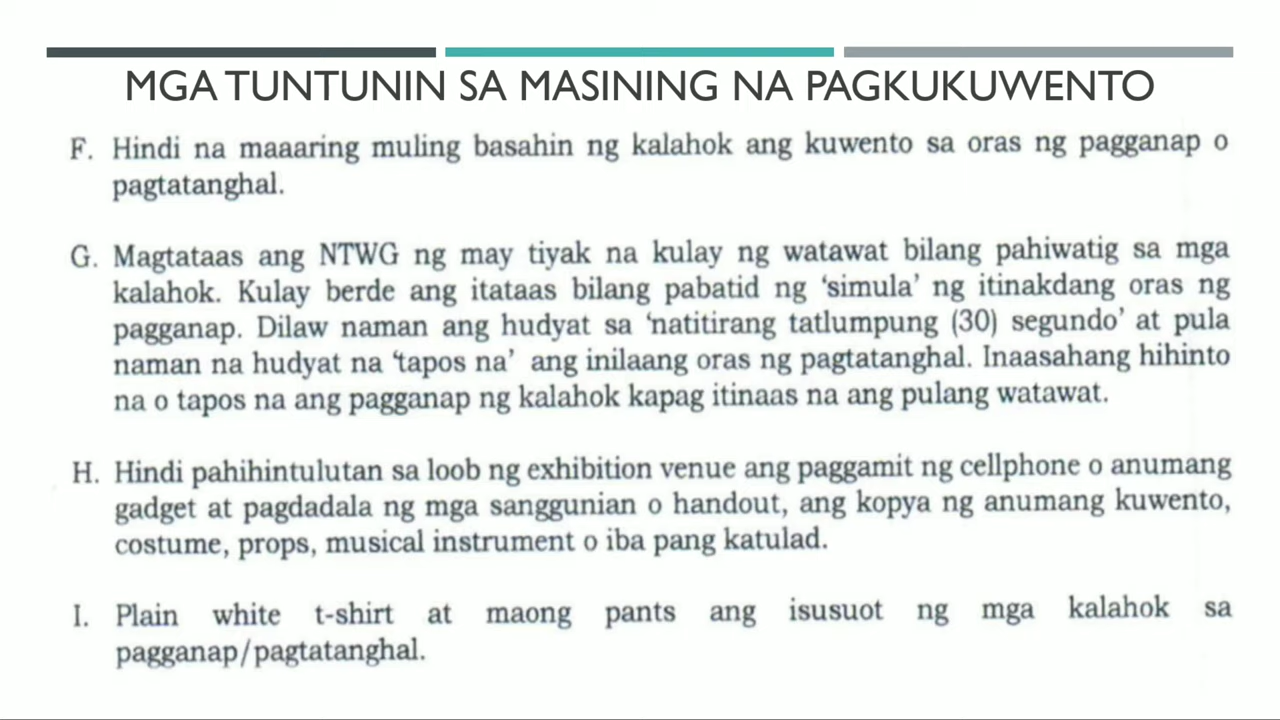 MGA TUNTUNIN SA MASINING NA PAGKUKUWENTO
F. Hindi na maaaring muling basahin ng kalahok ang kuwento sa oras ng pagganap o
pagtatanghal.
G. Magtataas ang NTWG ng may tiyak na kulay ng watawat bilang pahiwatig sa mga
kalahok. Kulay berde ang itataas bilang pabatid ng ‘simula’ ng itinakdang oras ng
pagganap. Dilaw naman ang hudyat sa ‘natitirang tatlumpung (30) segundo’ at pula
naman na hudyat na ‘tapos na’ ang inilaang oras ng pagtatanghal. Inaasahang hihinto
na o tapos na ang pagganap ng kalahok kapag itinaas na ang pulang watawat.
H. Hindi pahihintulutan sa loob ng exhibition venue ang paggamit ng cellphone o anumang
gadget at pagdadala ng mga sanggunian o handout, ang kopya ng anumang kuwento,
costume, props, musical instrument o iba pang katulad.
I. Plain white t-shirt at maong pants ang isusuot ng mga kalahok sa
pagganap/pagtatanghal.